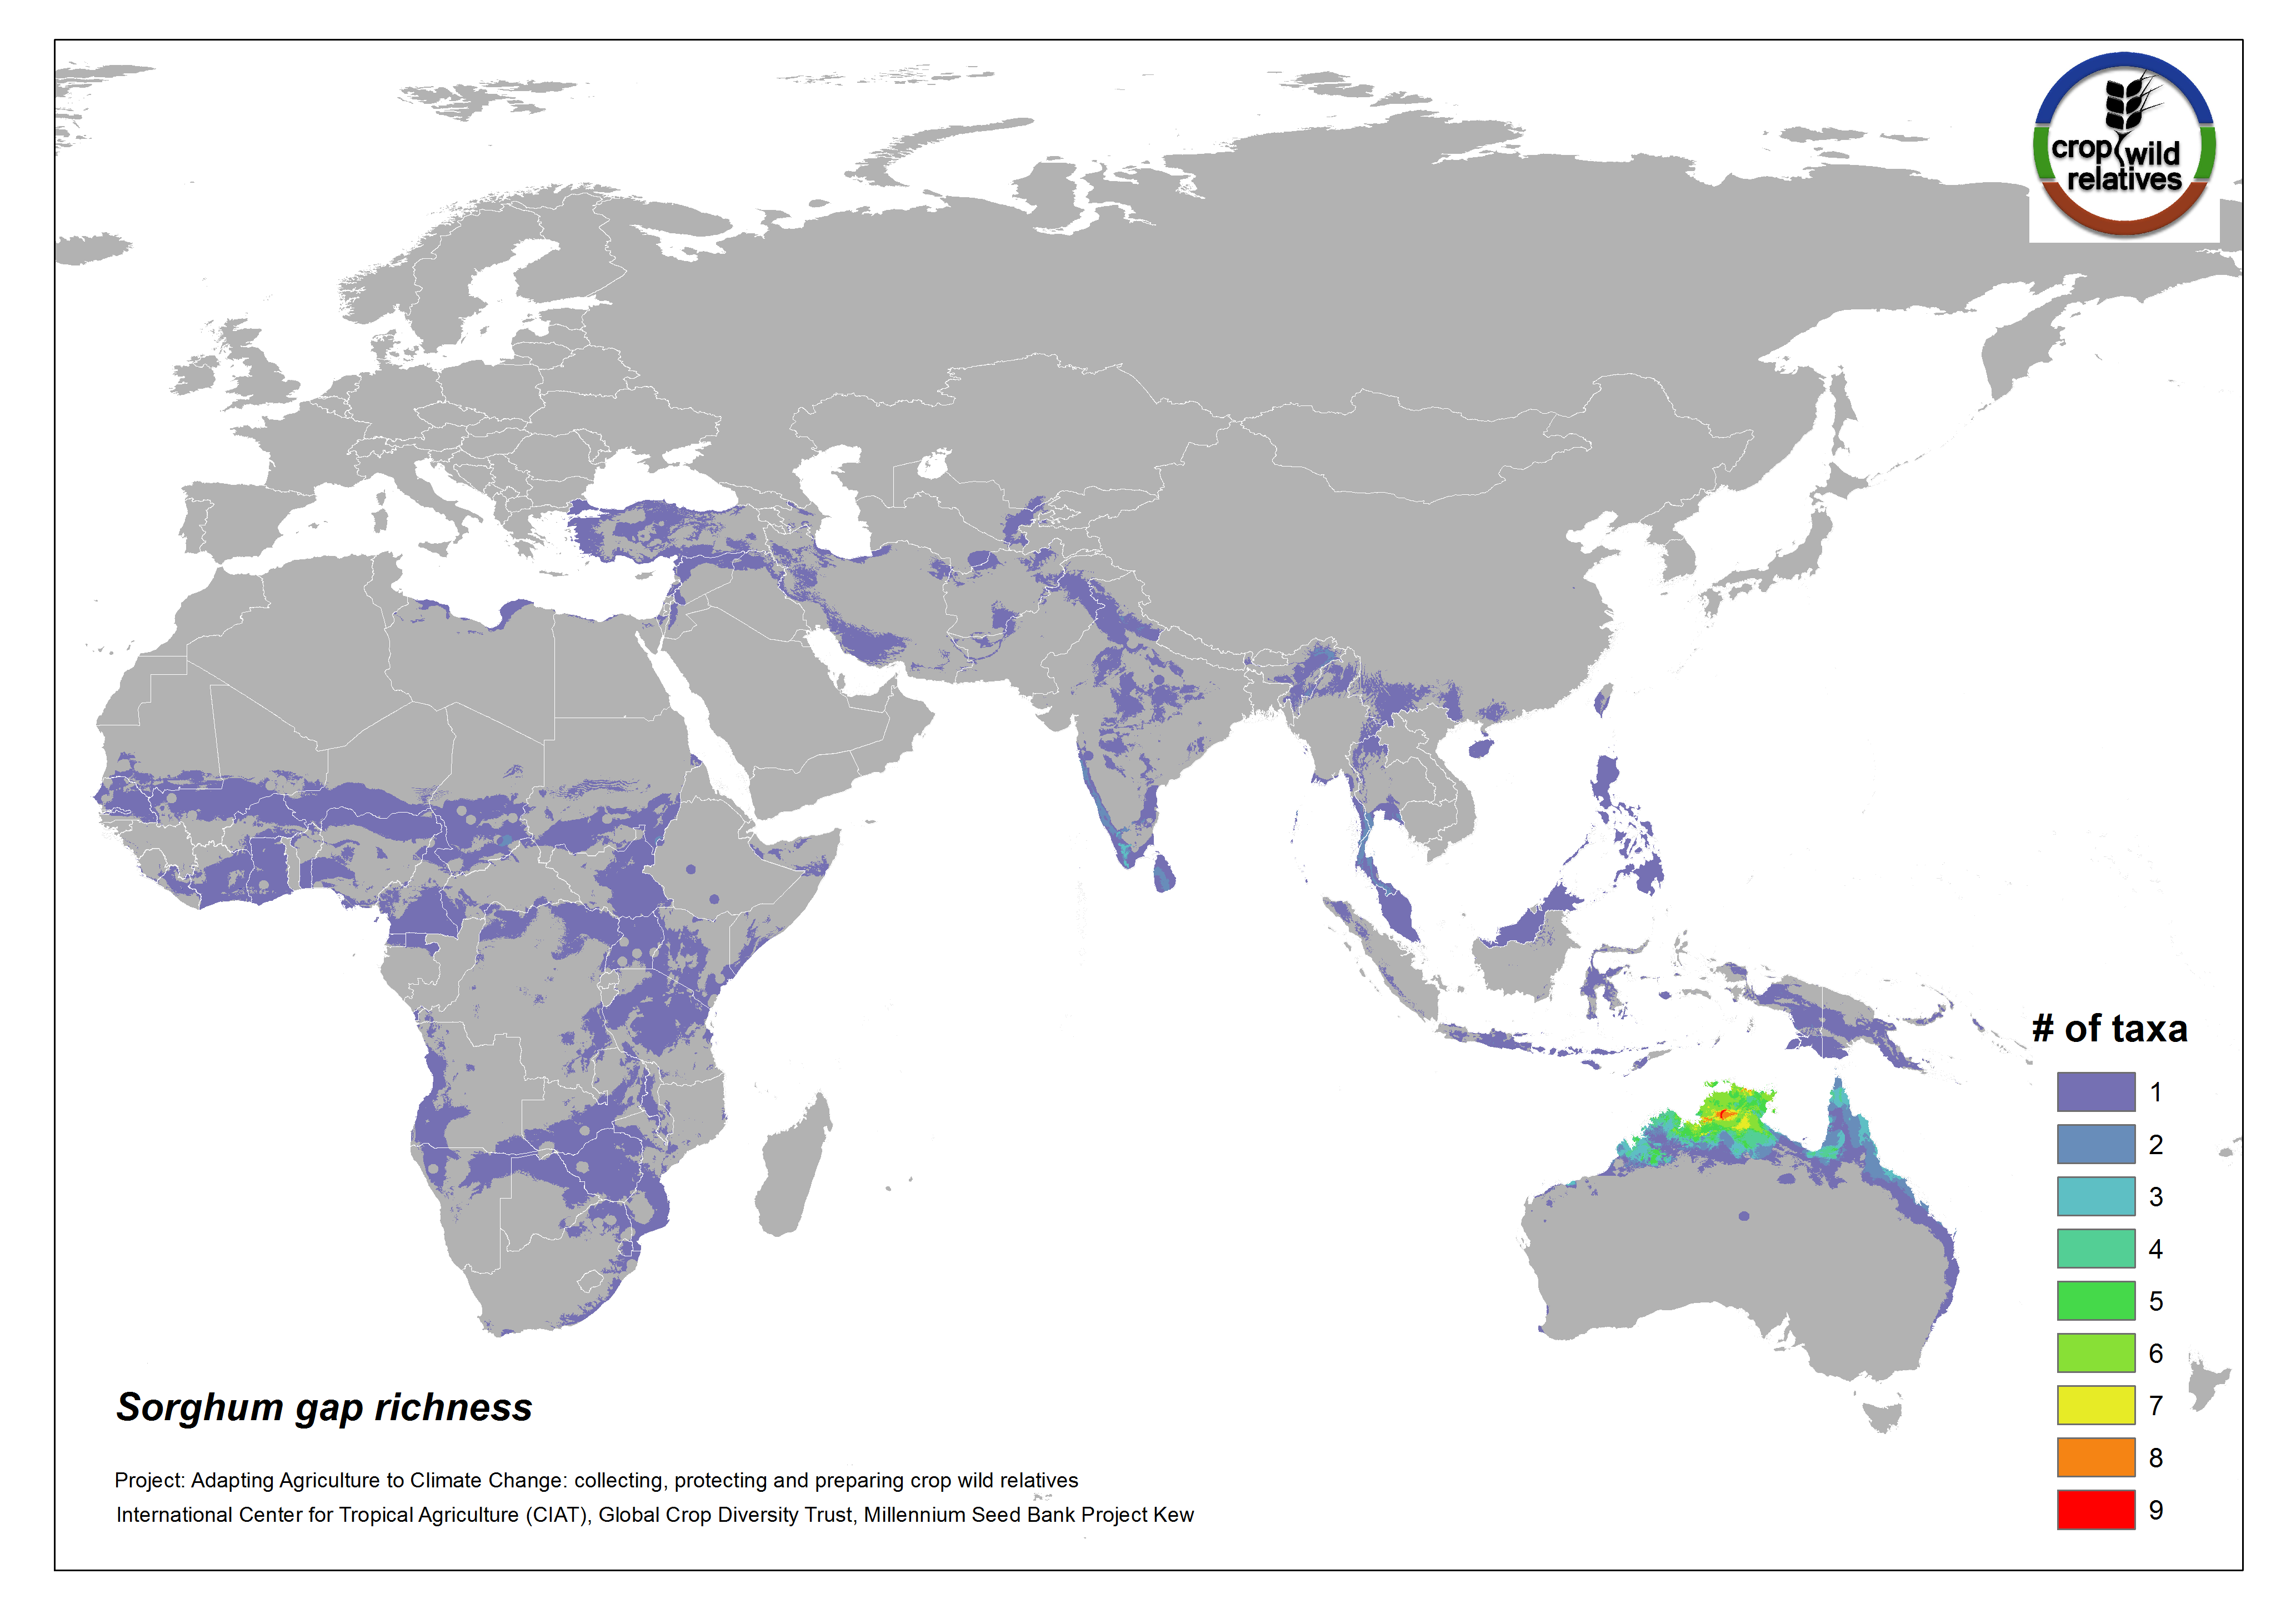 crop wild
relatives
# of taxa
1
2
3
4
5
6
7
8
9
Sorghum gap richness
Project: Adapting Agriculture to Climate Change: collecting, protecting and preparing crop wild relatives
International Center for Tropical Agriculture (CIAT), Global Crop Diversity Trust, Millennium Seed Bank Project Kew